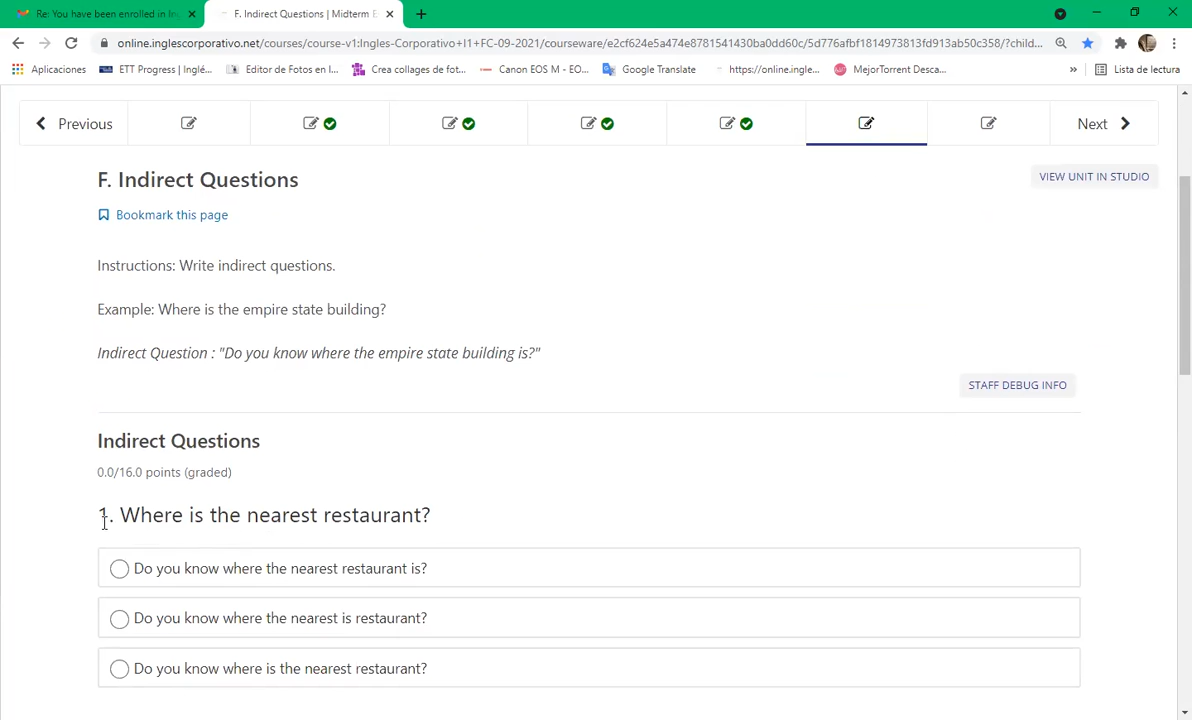 Re: You have been enrolled in In
F. Indirect Questions | Midterm E
online.inglescorporativo.net/courses/course-v1:Ingles-Corporativo+I1+FC-09-2021/courseware/e2cf624e5a474e8781541430ba0dd60c/5d776afbf1814973813fd913ab50c358/?child...
Aplicaciones ETT Progress | Inglé... Editor de Fotos en l... Crea collages de fot... Canon EOS M - EO... Google Translate https://online.ingle... MejorTorrent Desca... » Lista de lectura
Previous Next
F. Indirect Questions
VIEW UNIT IN STUDIO
Bookmark this page
Instructions: Write indirect questions.
Example: Where is the empire state building?
Indirect Question : "Do you know where the empire state building is?"
STAFF DEBUG INFO
Indirect Questions
0.0/16.0 points (graded)
1. Where is the nearest restaurant?
Do you know where the nearest restaurant is?
Do you know where the nearest is restaurant?
Do you know where is the nearest restaurant?